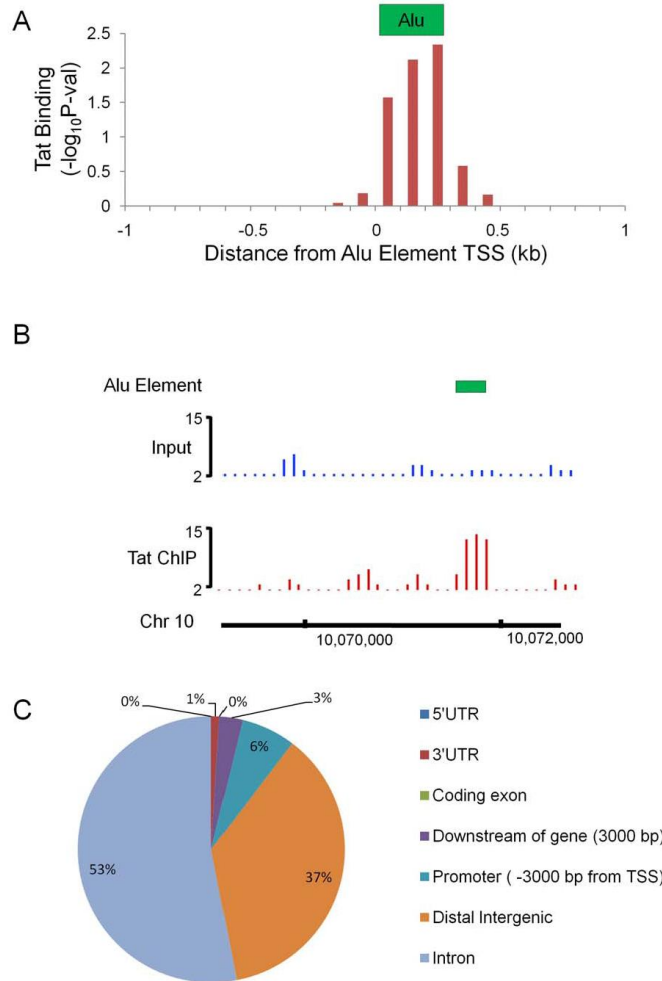 A
Alu
Tat Binding
(-log10P-val)
2.5
2
1.5
1
0.5
0
-1
-0.5
0
0.5
1
Distance from Alu Element TSS (kb)
B
Alu Element
15
Input
2
15
Tat ChIP
2
Chr 10
10,070,000
10,072,000
C
0%
1%
0%
3%
6%
37%
53%
5'UTR
3'UTR
Coding exon
Downstream of gene (3000 bp)
Promoter ( -3000 bp from TSS)
Distal Intergenic
Intron